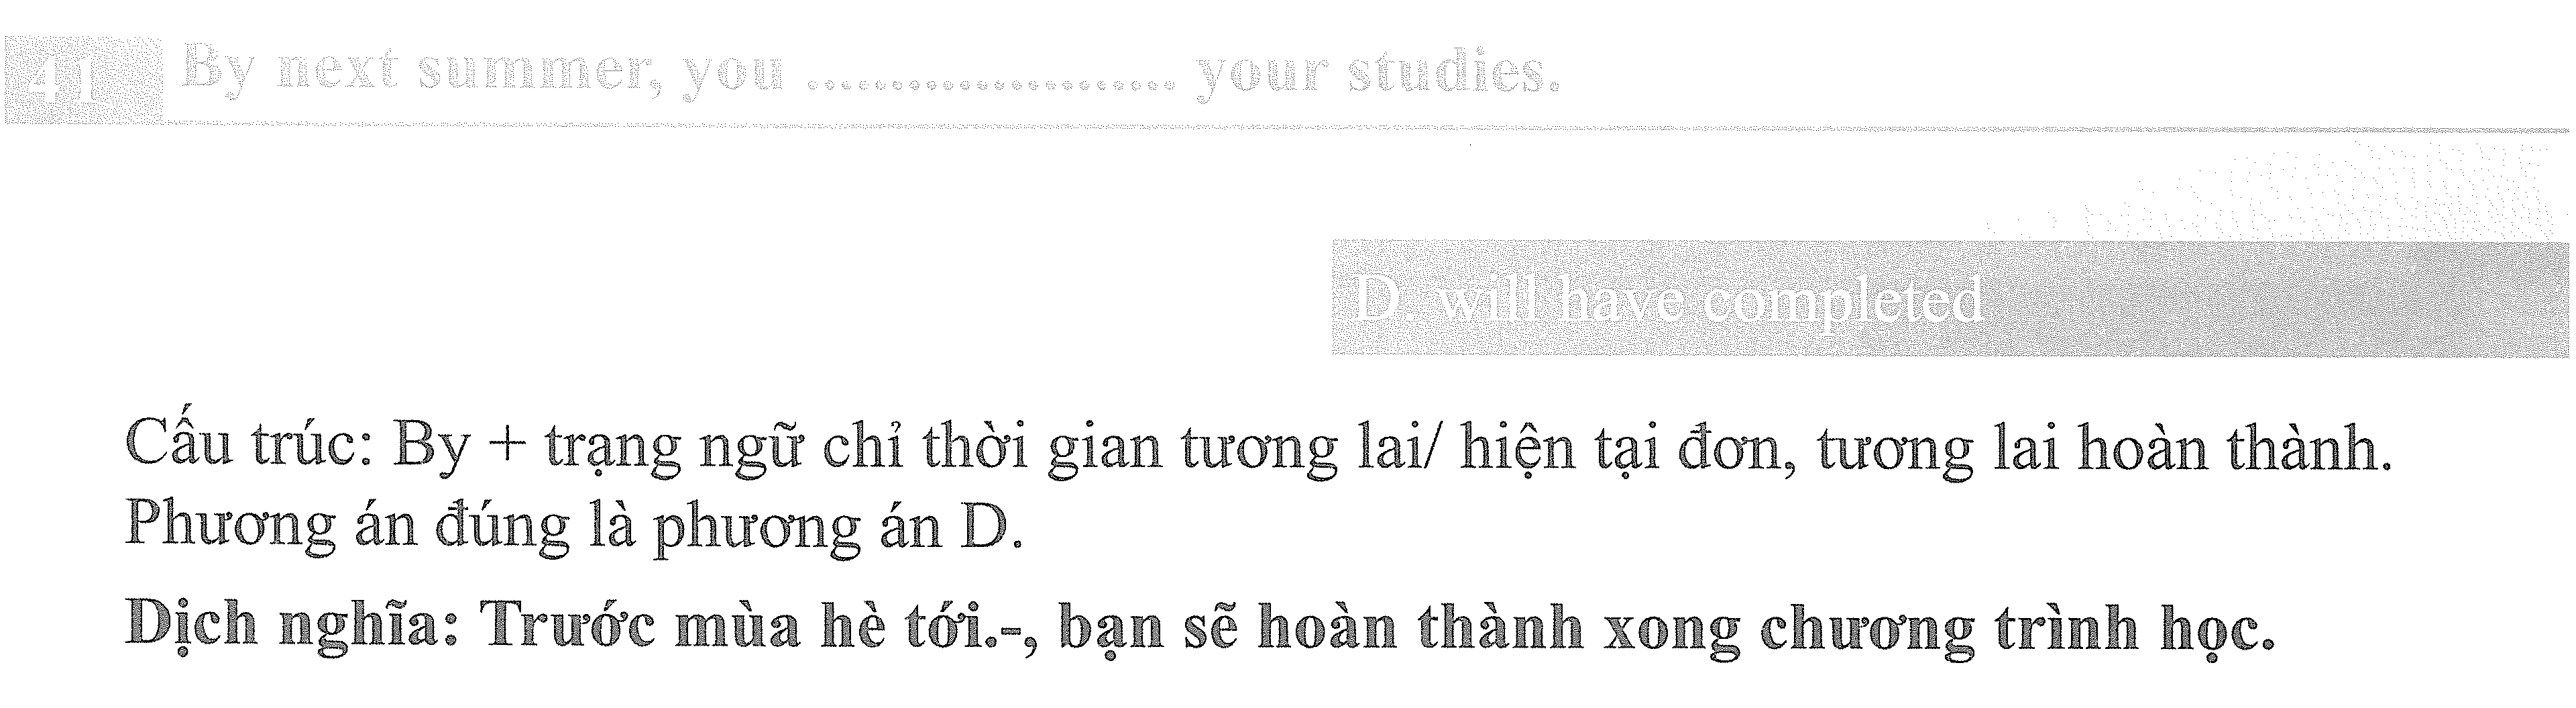 41 By next summer, you ...................... your studies.
D. will have completed
Cấu trúc: By + trạng ngữ chỉ thời gian tương lai/ hiện tại đơn, tương lai hoàn thành.
Phương án đúng là phương án D.
Dịch nghĩa: Trước mùa hè tới.-, bạn sẽ hoàn thành xong chương trình học.